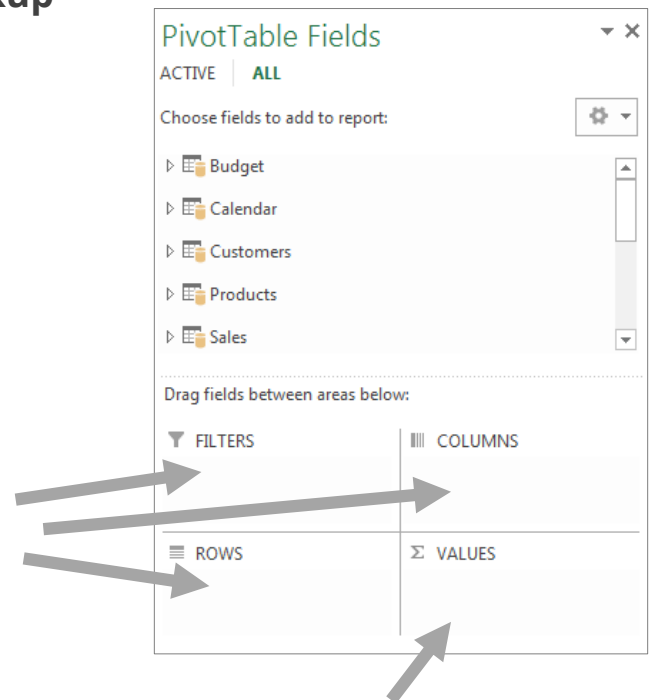 PivotTable Fields
ACTIVE ALL
Choose fields to add to report:
Budget
Calendar
Customers
Products
Sales
Drag fields between areas below:
FILTERS
COLUMNS
ROWS
Σ VALUES